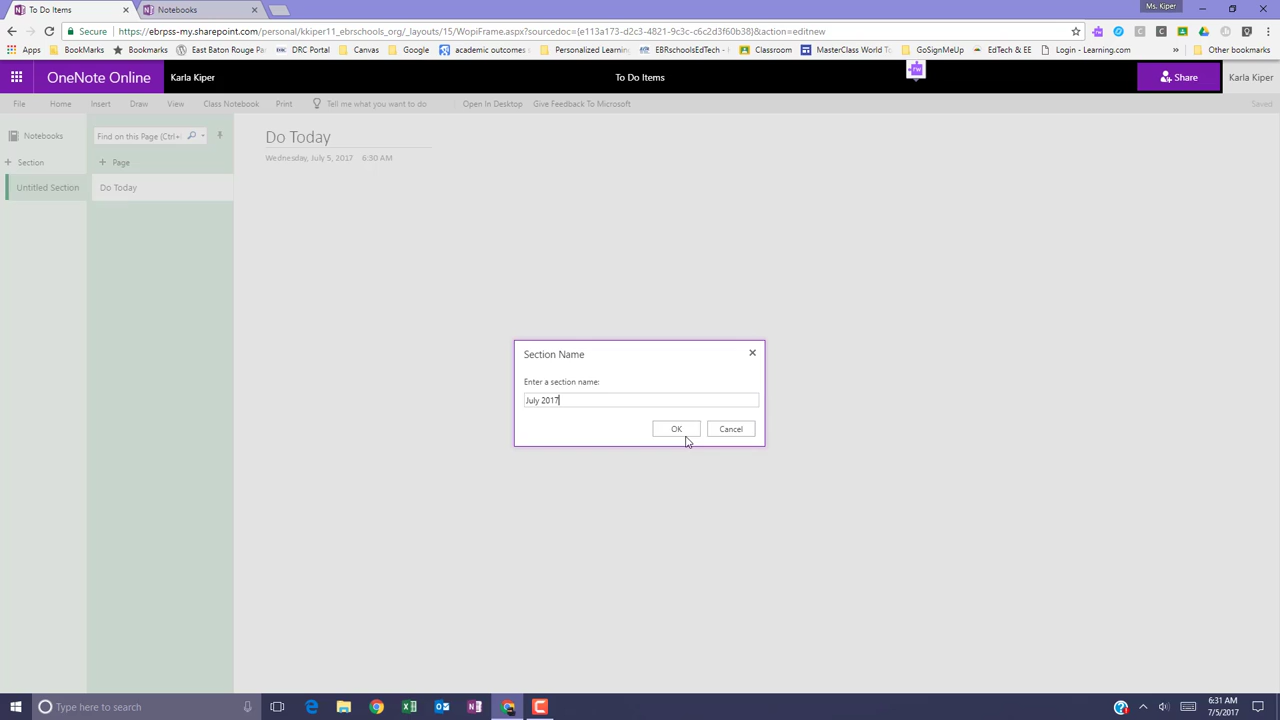 To Do Items
Notebooks
Ms. Kiper
Secure
https://ebrpss-my.sharepoint.com/personal/kkiper11_ebrschools_org/_layouts/15/WopiFrame.aspx?sourcedoc={e113a173-d2c3-4821-9c3c-c6c2d3f60b38}&action=editnew
Apps
BookMarks
Bookmarks
East Baton Rouge Par
DRC Portal
Canvas
Google
academic outcomes
Personalized Learning
EBRschoolsEdTech
Classroom
MasterClass World To
GoSignMeUp
EdTech & EE
Login - Learning.com
Other bookmarks
OneNote Online
Karla Kiper
To Do Items
Share
Karla Kiper
File
Home
Insert
Draw
View
Class Notebook
Print
Tell me what you want to do
Open In Desktop
Give Feedback To Microsoft
Saved
Notebooks
Find on this Page (Ctrl+
Do Today
Wednesday, July 5, 2017 6:30 AM
+ Section
+ Page
Untitled Section
Do Today
Section Name
Enter a section name:
July 2017
OK
Cancel
Type here to search
6:31 AM
7/5/2017